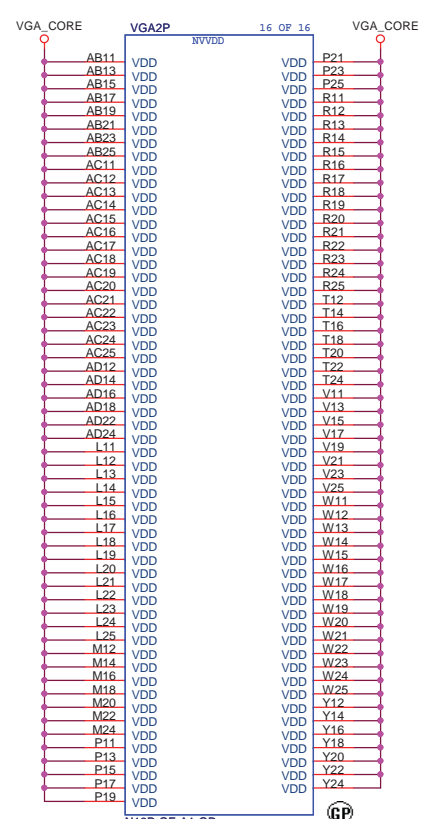 VGA_CORE VGA2P 16 OF 16 VGA_CORE
NVVDD
AB11 VDD VDD P21
AB13 VDD VDD P23
AB15 VDD VDD P25
AB17 VDD VDD R11
AB19 VDD VDD R12
AB21 VDD VDD R13
AB23 VDD VDD R14
AB25 VDD VDD R15
AC11 VDD VDD R16
AC12 VDD VDD R17
AC13 VDD VDD R18
AC14 VDD VDD R19
AC15 VDD VDD R20
AC16 VDD VDD R21
AC17 VDD VDD R22
AC18 VDD VDD R23
AC19 VDD VDD R24
AC20 VDD VDD R25
AC21 VDD VDD T12
AC22 VDD VDD T14
AC23 VDD VDD T16
AC24 VDD VDD T18
AC25 VDD VDD T20
AD12 VDD VDD T22
AD14 VDD VDD T24
AD16 VDD VDD V11
AD18 VDD VDD V13
AD22 VDD VDD V15
AD24 VDD VDD V17
L11 VDD VDD V19
L12 VDD VDD V21
L13 VDD VDD V23
L14 VDD VDD V25
L15 VDD VDD W11
L16 VDD VDD W12
L17 VDD VDD W13
L18 VDD VDD W14
L19 VDD VDD W15
L20 VDD VDD W16
L21 VDD VDD W17
L22 VDD VDD W18
L23 VDD VDD W19
L24 VDD VDD W20
L25 VDD VDD W21
M12 VDD VDD W22
M14 VDD VDD W23
M16 VDD VDD W24
M18 VDD VDD W25
M20 VDD VDD Y12
M22 VDD VDD Y14
M24 VDD VDD Y16
P11 VDD VDD Y18
P13 VDD VDD Y20
P15 VDD VDD Y22
P17 VDD VDD Y24
P19 VDD
GP